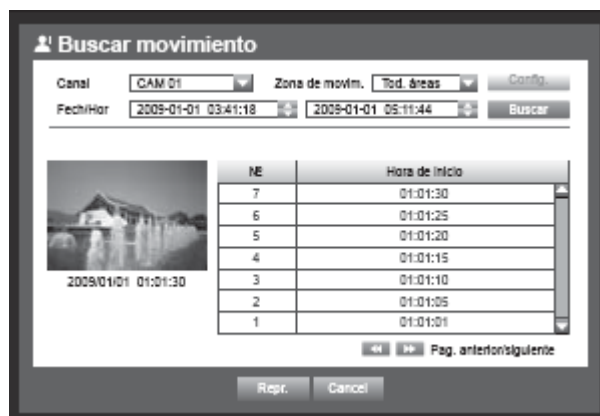 Buscar movimiento
Canal CAM 01 Zona de movim. Tod. áreas Config.
Fech/Hor 2009-01-01 03:41:18 2009-01-01 05:11:44 Buscar
Nº Hora de inicio
7 01:01:30
6 01:01:25
5 01:01:20
4 01:01:15
3 01:01:10
2 01:01:05
1 01:01:01
2009/01/01 01:01:30
Pag. anterior/siguiente
Repr. Cancel